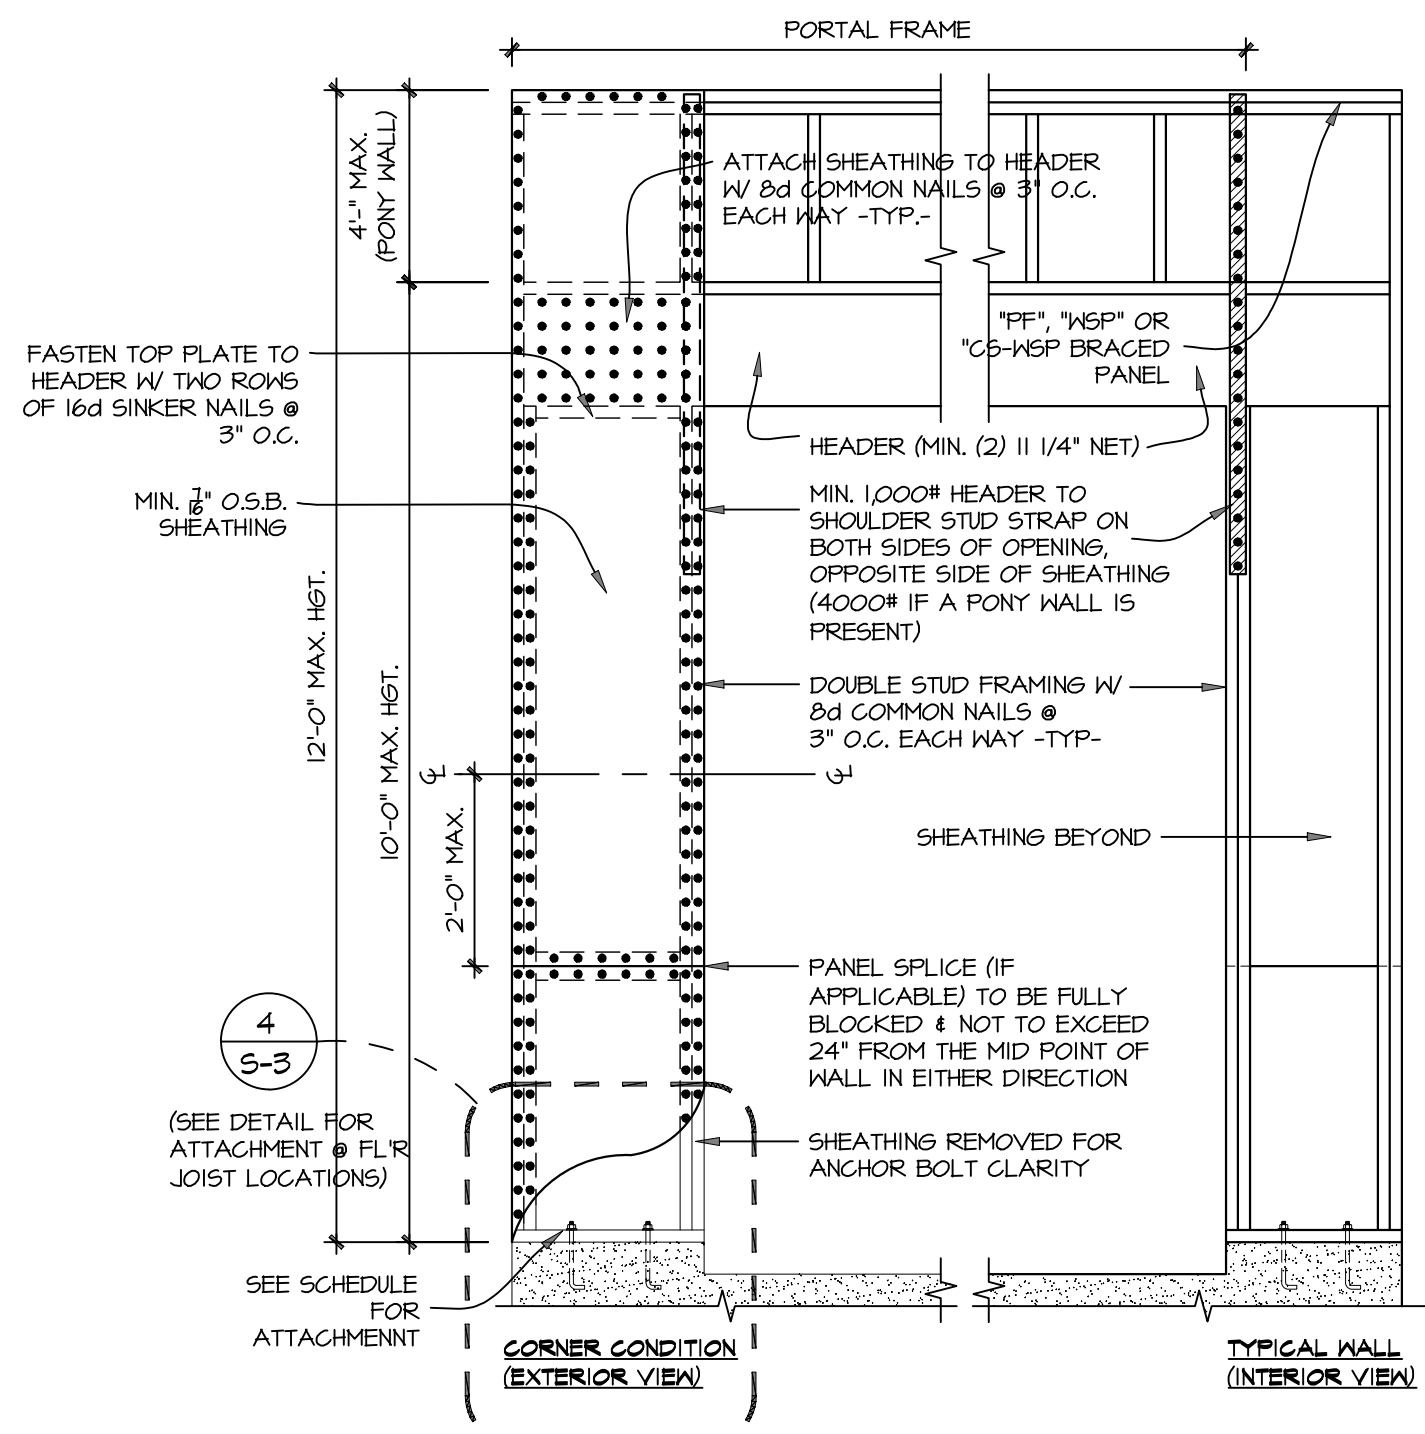 PORTAL FRAME
4'-" MAX.
(PONY WALL)
ATTACH SHEATHING TO HEADER
W/ 8d COMMON NAILS @ 3" O.C.
EACH WAY -TYP.-
"PF", "WSP" OR
"CS-WSP BRACED
PANEL
FASTEN TOP PLATE TO
HEADER W/ TWO ROWS
OF 16d SINKER NAILS @
3" O.C.
HEADER (MIN. (2) 11 1/4" NET)
MIN. 7/16" O.S.B.
SHEATHING
MIN. 1,000# HEADER TO
SHOULDER STUD STRAP ON
BOTH SIDES OF OPENING,
OPPOSITE SIDE OF SHEATHING
(4000# IF A PONY WALL IS
PRESENT)
12'-0" MAX. HGT.
10'-0" MAX. HGT.
DOUBLE STUD FRAMING W/
8d COMMON NAILS @
3" O.C. EACH WAY -TYP-
℄
℄
2'-0" MAX.
SHEATHING BEYOND
PANEL SPLICE (IF
APPLICABLE) TO BE FULLY
BLOCKED & NOT TO EXCEED
24" FROM THE MID POINT OF
WALL IN EITHER DIRECTION
4
S-3
(SEE DETAIL FOR
ATTACHMENT @ FL'R
JOIST LOCATIONS)
SHEATHING REMOVED FOR
ANCHOR BOLT CLARITY
SEE SCHEDULE
FOR
ATTACHMENNT
CORNER CONDITION
(EXTERIOR VIEW)
TYPICAL WALL
(INTERIOR VIEW)